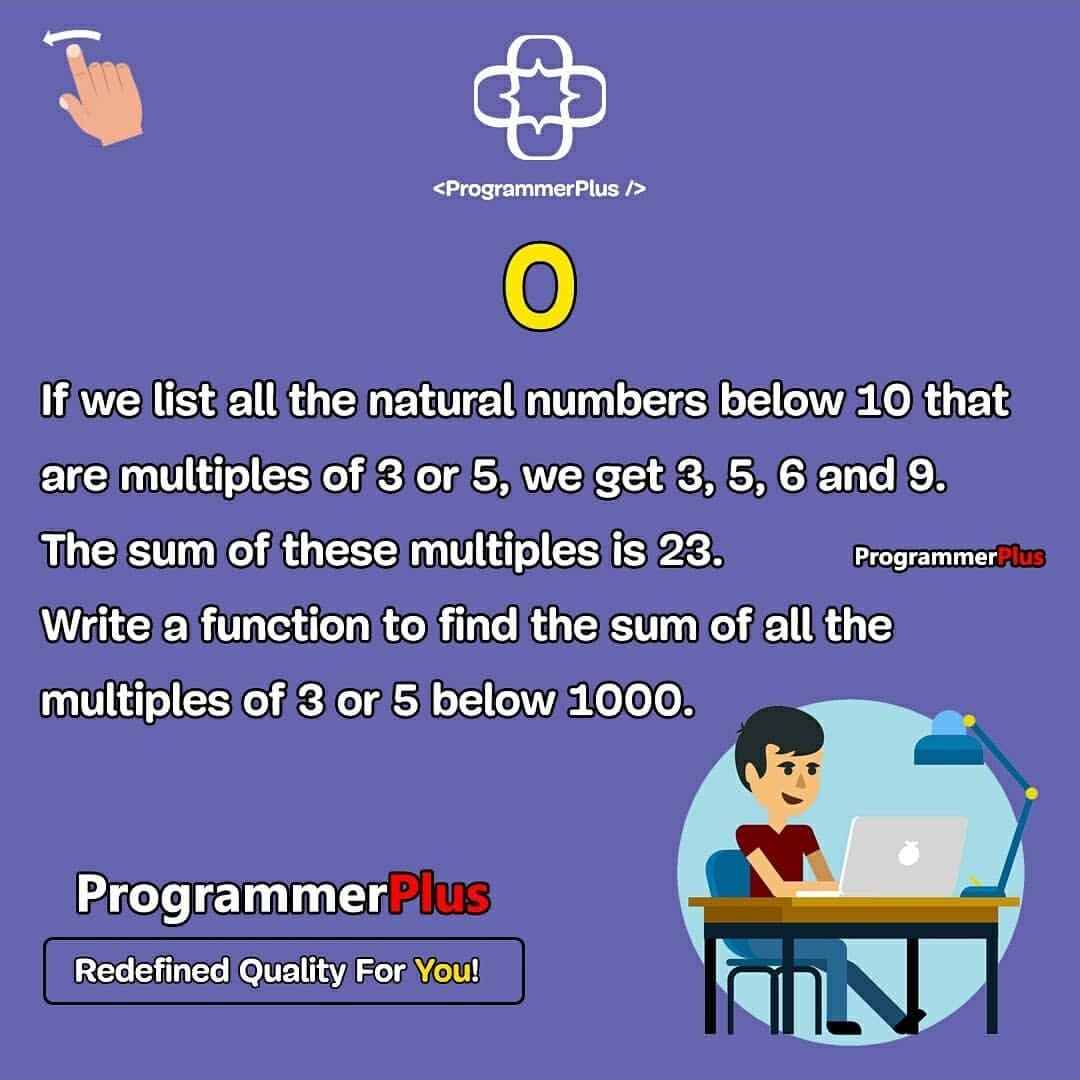 <ProgrammerPlus />
0
If we list all the natural numbers below 10 that
are multiples of 3 or 5, we get 3, 5, 6 and 9.
The sum of these multiples is 23.
ProgrammerPlus
Write a function to find the sum of all the
multiples of 3 or 5 below 1000.
ProgrammerPlus
Redefined Quality For You!